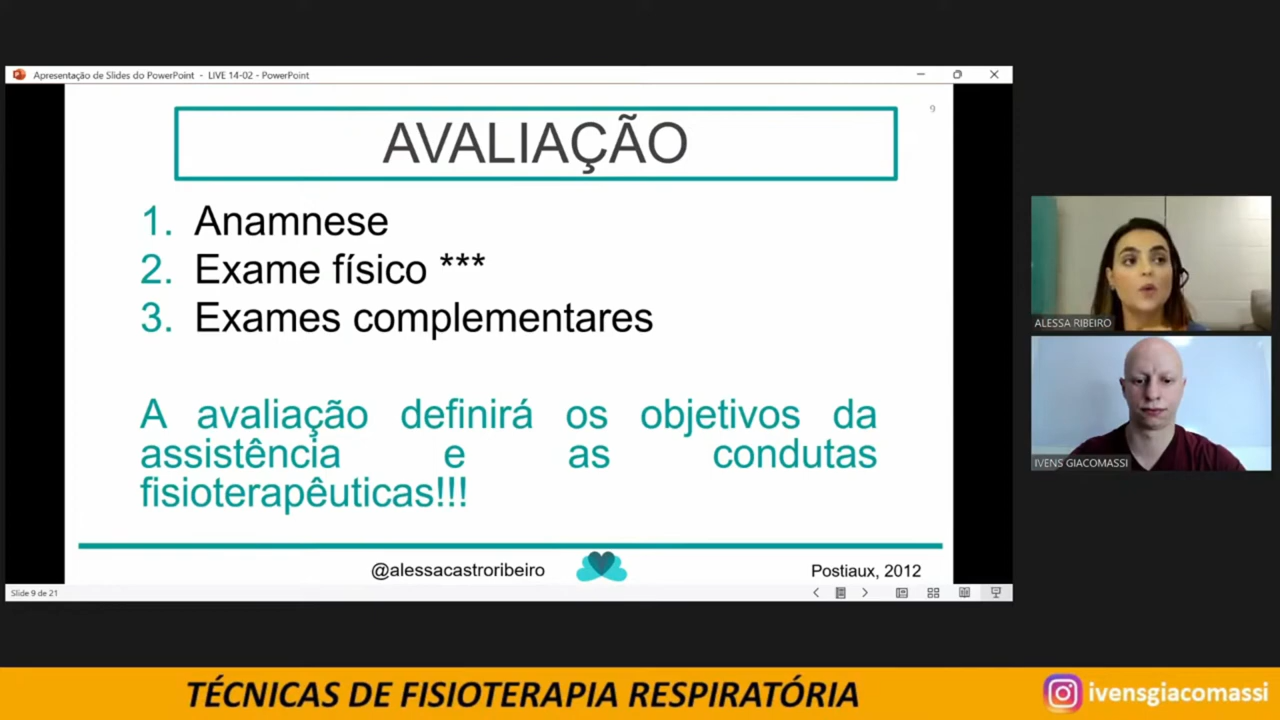 Apresentação de Slides do PowerPoint - LIVE 14-02 - PowerPoint
9
AVALIAÇÃO
1. Anamnese
2. Exame físico ***
3. Exames complementares
A avaliação definirá os objetivos da
assistência e as condutas
fisioterapêuticas!!!
@alessacastroribeiro
Postiaux, 2012
Slide 9 de 21
ALESSA RIBEIRO
IVENS GIACOMASSI
TÉCNICAS DE FISIOTERAPIA RESPIRATÓRIA
ivensgiacomassi